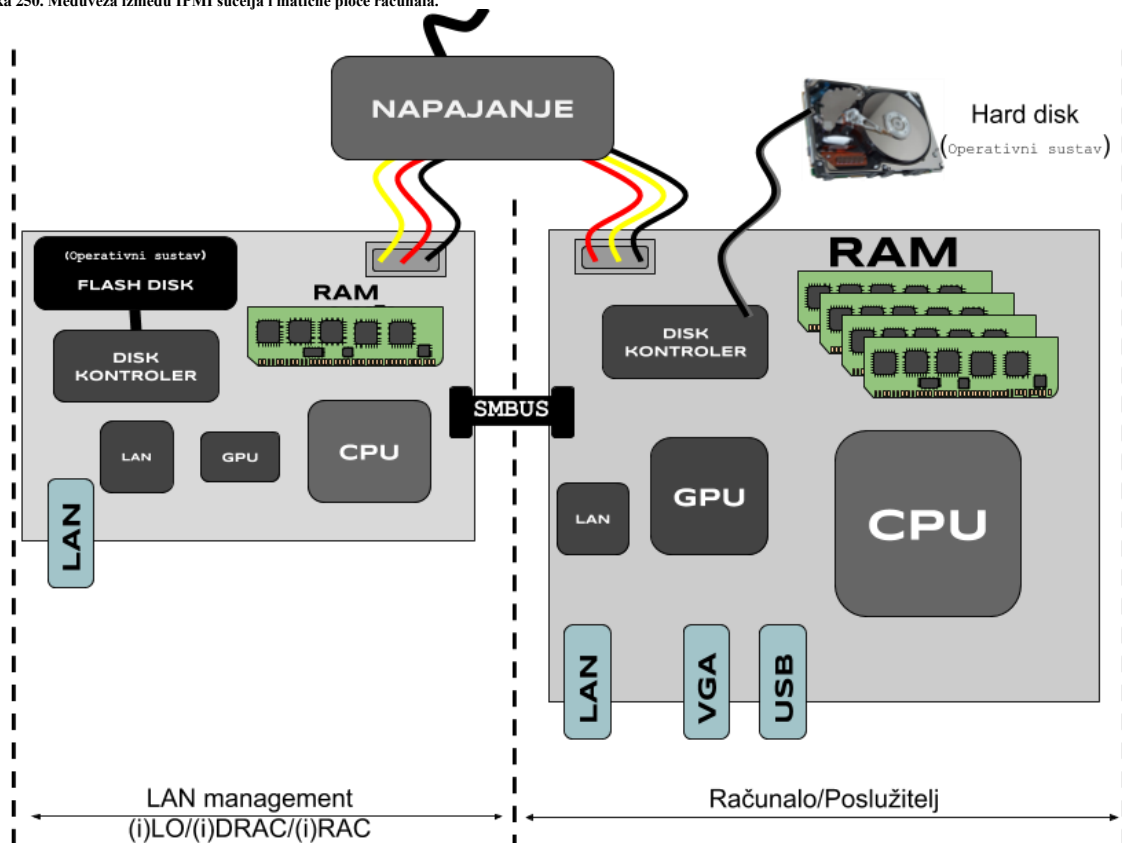 250. Međuveza između IPMI sučelja i matične ploče računala.
NAPAJANJE
Hard disk
(Operativni sustav)
(Operativni sustav)
FLASH DISK
RAM
DISK
KONTROLER
LAN
GPU
CPU
LAN
SMBUS
RAM
DISK
KONTROLER
LAN
GPU
CPU
LAN
VGA
USB
LAN management
(i)LO/(i)DRAC/(i)RAC
Računalo/Poslužitelj